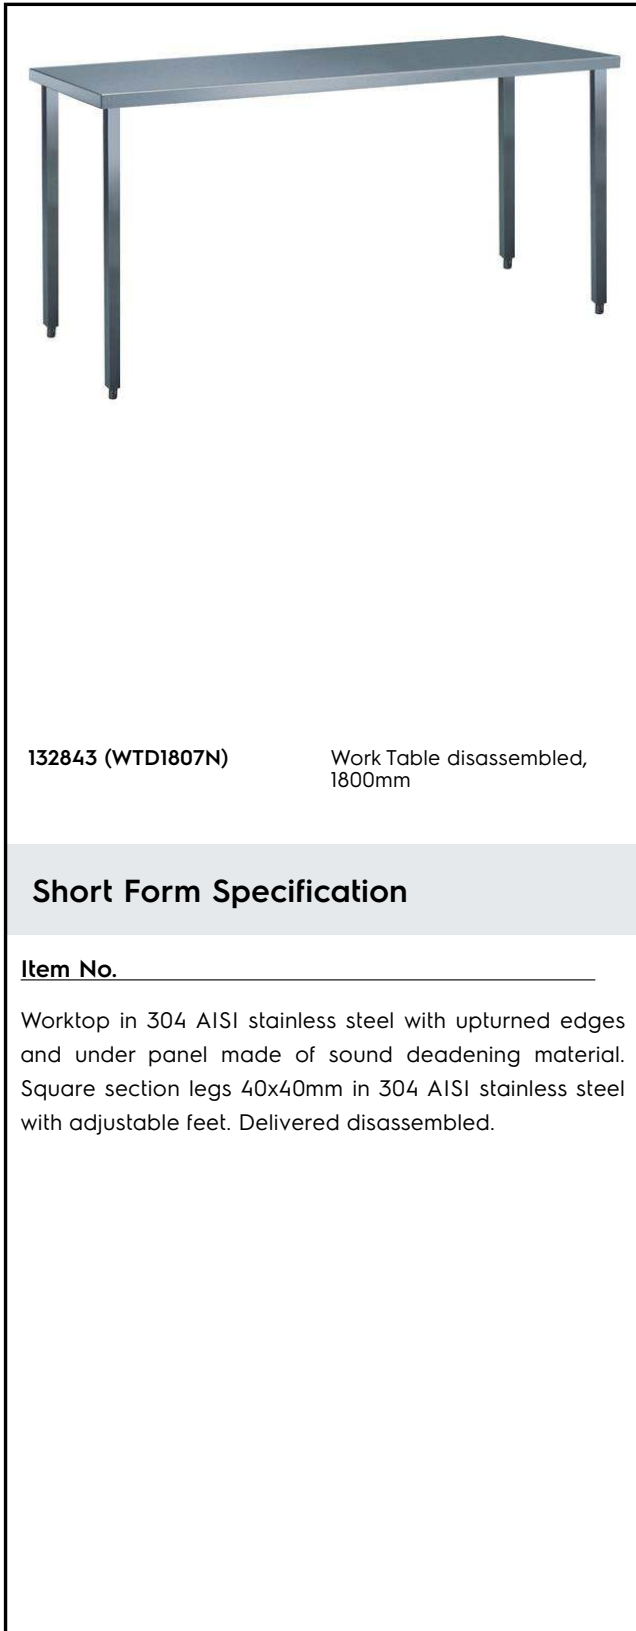 132843 (WTD1807N)
Work Table disassembled,
1800mm
Short Form Specification
Item No.
Worktop in 304 AISI stainless steel with upturned edges
and under panel made of sound deadening material.
Square section legs 40x40mm in 304 AISI stainless steel
with adjustable feet. Delivered disassembled.